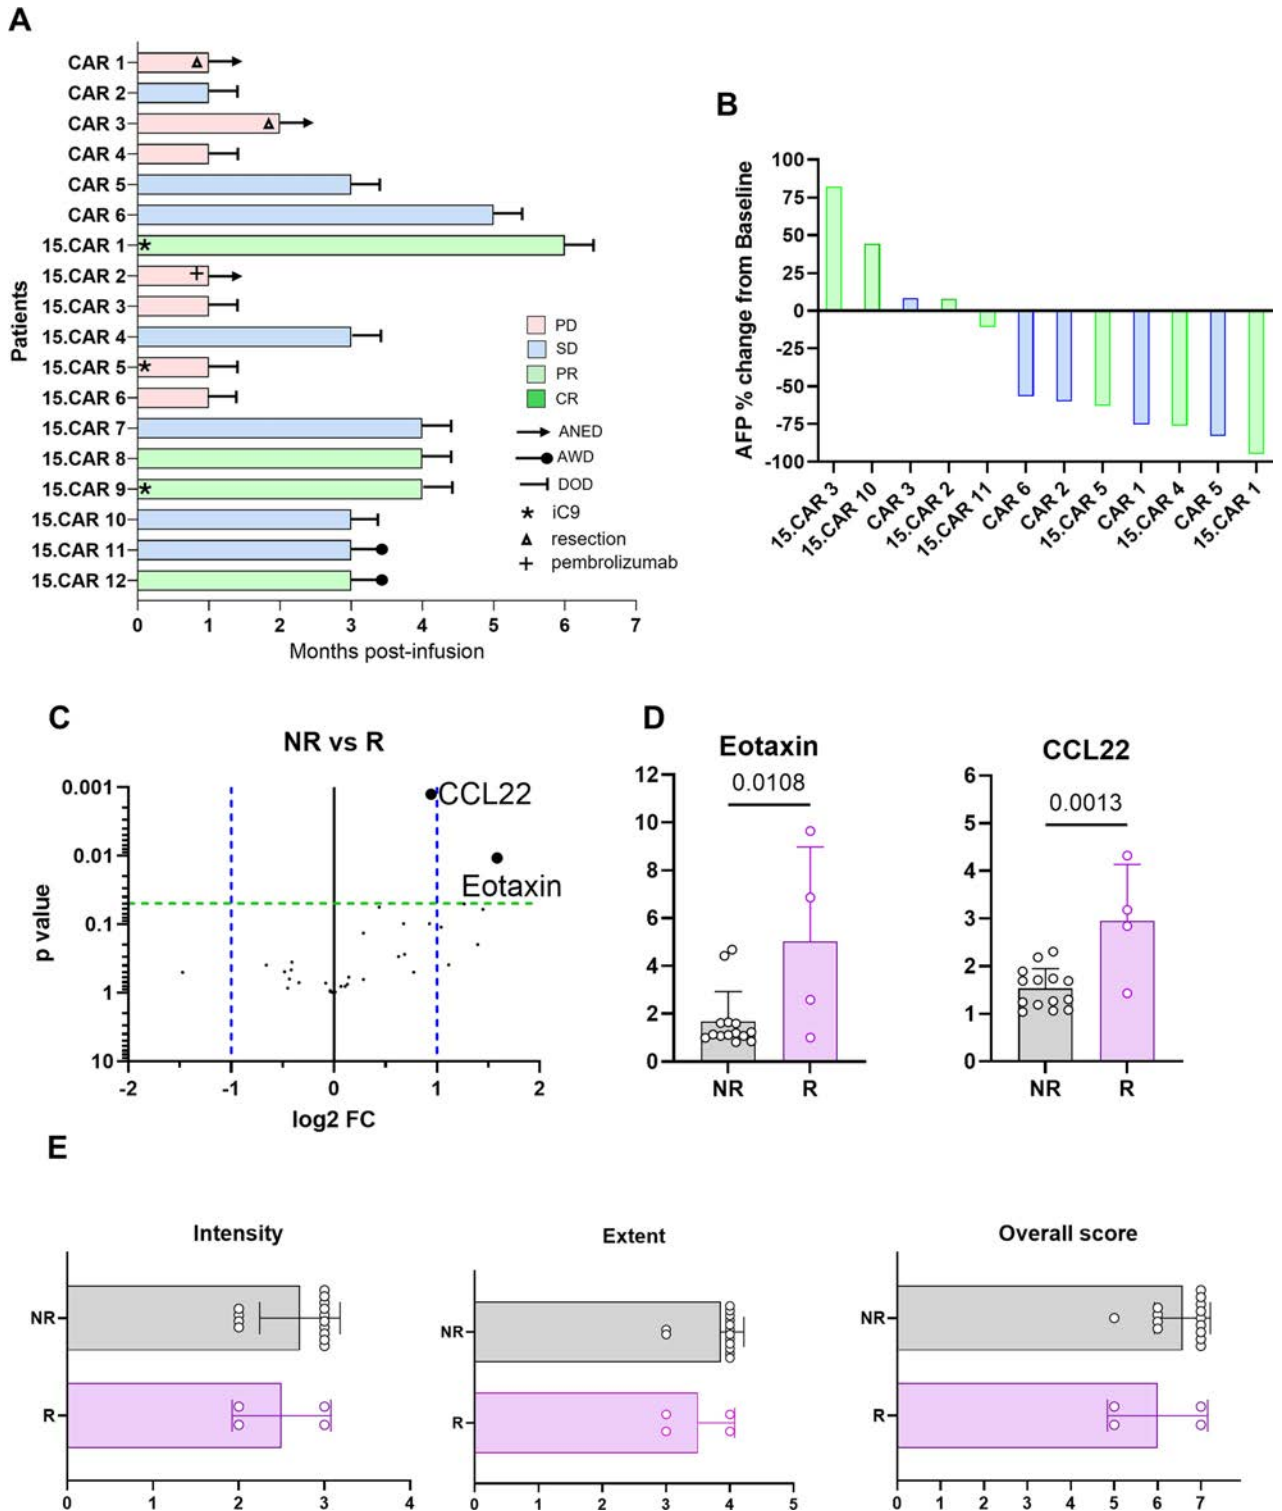 A
CAR 1
CAR 2
CAR 3
CAR 4
CAR 5
CAR 6
15.CAR 1
15.CAR 2
15.CAR 3
15.CAR 4
15.CAR 5
15.CAR 6
15.CAR 7
15.CAR 8
15.CAR 9
15.CAR 10
15.CAR 11
15.CAR 12
Patients
0 1 2 3 4 5 6 7
Months post-infusion
PD
SD
PR
CR
ANED
AWD
DOD
iC9
resection
pembrolizumab
B
AFP % change from Baseline
100
75
50
25
0
-25
-50
-75
-100
15.CAR 3
15.CAR 10
CAR 3
15.CAR 2
15.CAR 11
CAR 6
CAR 2
15.CAR 5
CAR 1
15.CAR 4
CAR 5
15.CAR 1
C
NR vs R
p value
0.001
0.01
0.1
1
10
CCL22
Eotaxin
-2 -1 0 1 2
log2 FC
D
Eotaxin
0.0108
12
10
8
6
4
2
0
NR R
CCL22
0.0013
6
5
4
3
2
1
0
NR R
E
Intensity
NR
R
0 1 2 3 4
Extent
NR
R
0 1 2 3 4 5
Overall score
NR
R
0 1 2 3 4 5 6 7